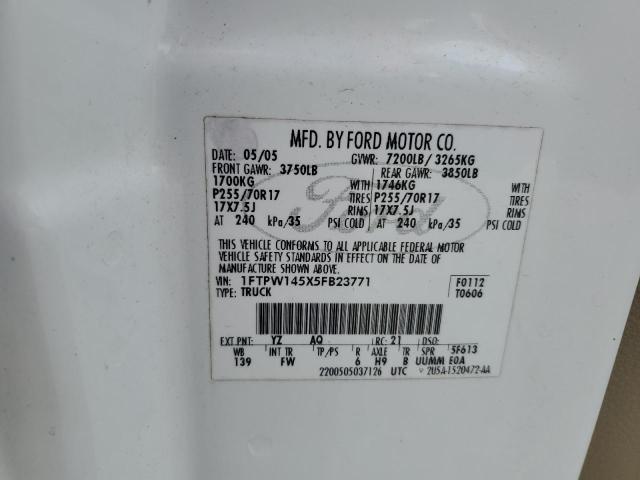 MFD. BY FORD MOTOR CO.
DATE: 05/05 GVWR: 7200LB/ 3265KG
FRONT GAWR: 3750LB REAR GAWR: 3850LB
1700KG WITH 1746KG WITH
P255/70R17 TIRES P255/70R17 TIRES
17X7.5J RIMS 17X7.5J RIMS
AT 240 kPa/35 PSI COLD AT 240 kPa/35 PSI COLD
THIS VEHICLE CONFORMS TO ALL APPLICABLE FEDERAL MOTOR
VEHICLE SAFETY STANDARDS IN EFFECT ON THE DATE OF
MANUFACTURE SHOWN ABOVE.
VIN: 1FTPW145X5FB23771 F0112
TYPE: TRUCK T0606
Ford
EXT PNT: YZ AQ RC: 21 DSO:
WB INT TR TP/PS R AXLE TR SPR 5F613
139 FW 6 H9 B UUMM E0A
2200505037126 UTC 2U5A-1520472-AA